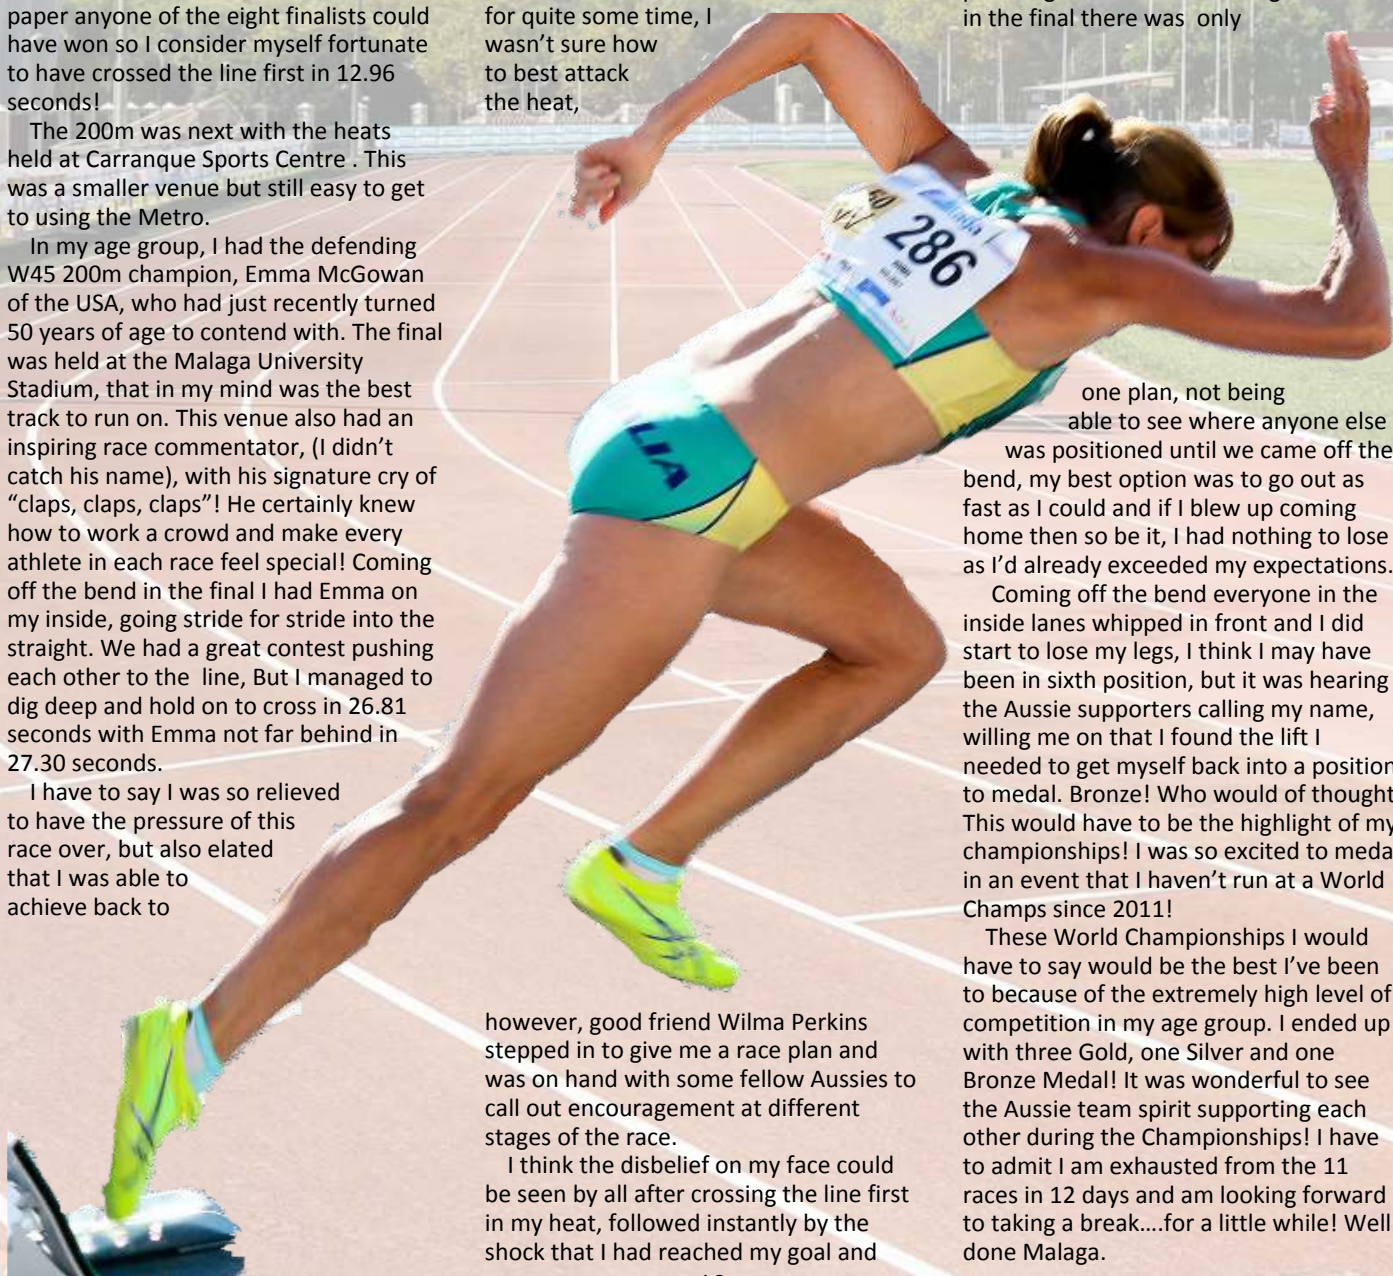 paper anyone of the eight finalists could
have won so I consider myself fortunate
to have crossed the line first in 12.96
seconds!
The 200m was next with the heats
held at Carranque Sports Centre . This
was a smaller venue but still easy to get
to using the Metro.
In my age group, I had the defending
W45 200m champion, Emma McGowan
of the USA, who had just recently turned
50 years of age to contend with. The final
was held at the Malaga University
Stadium, that in my mind was the best
track to run on. This venue also had an
inspiring race commentator, (I didn’t
catch his name), with his signature cry of
“claps, claps, claps”! He certainly knew
how to work a crowd and make every
athlete in each race feel special! Coming
off the bend in the final I had Emma on
my inside, going stride for stride into the
straight. We had a great contest pushing
each other to the  line, But I managed to
dig deep and hold on to cross in 26.81
seconds with Emma not far behind in
27.30 seconds.
I have to say I was so relieved
to have the pressure of this
race over, but also elated
that I was able to
achieve back to
for quite some time, I
wasn’t sure how
to best attack
the heat,
however, good friend Wilma Perkins
stepped in to give me a race plan and
was on hand with some fellow Aussies to
call out encouragement at different
stages of the race.
I think the disbelief on my face could
be seen by all after crossing the line first
in my heat, followed instantly by the
shock that I had reached my goal and
in the final there was  only
one plan, not being
able to see where anyone else
was positioned until we came off the
bend, my best option was to go out as
fast as I could and if I blew up coming
home then so be it, I had nothing to lose
as I’d already exceeded my expectations.
Coming off the bend everyone in the
inside lanes whipped in front and I did
start to lose my legs, I think I may have
been in sixth position, but it was hearing
the Aussie supporters calling my name,
willing me on that I found the lift I
needed to get myself back into a position
to medal. Bronze! Who would of thought
This would have to be the highlight of my
championships! I was so excited to meda
in an event that I haven’t run at a World
Champs since 2011!
These World Championships I would
have to say would be the best I’ve been
to because of the extremely high level of
competition in my age group. I ended up
with three Gold, one Silver and one
Bronze Medal! It was wonderful to see
the Aussie team spirit supporting each
other during the Championships! I have
to admit I am exhausted from the 11
races in 12 days and am looking forward
to taking a break....for a little while! Well
done Malaga.
50
W
286
LIA